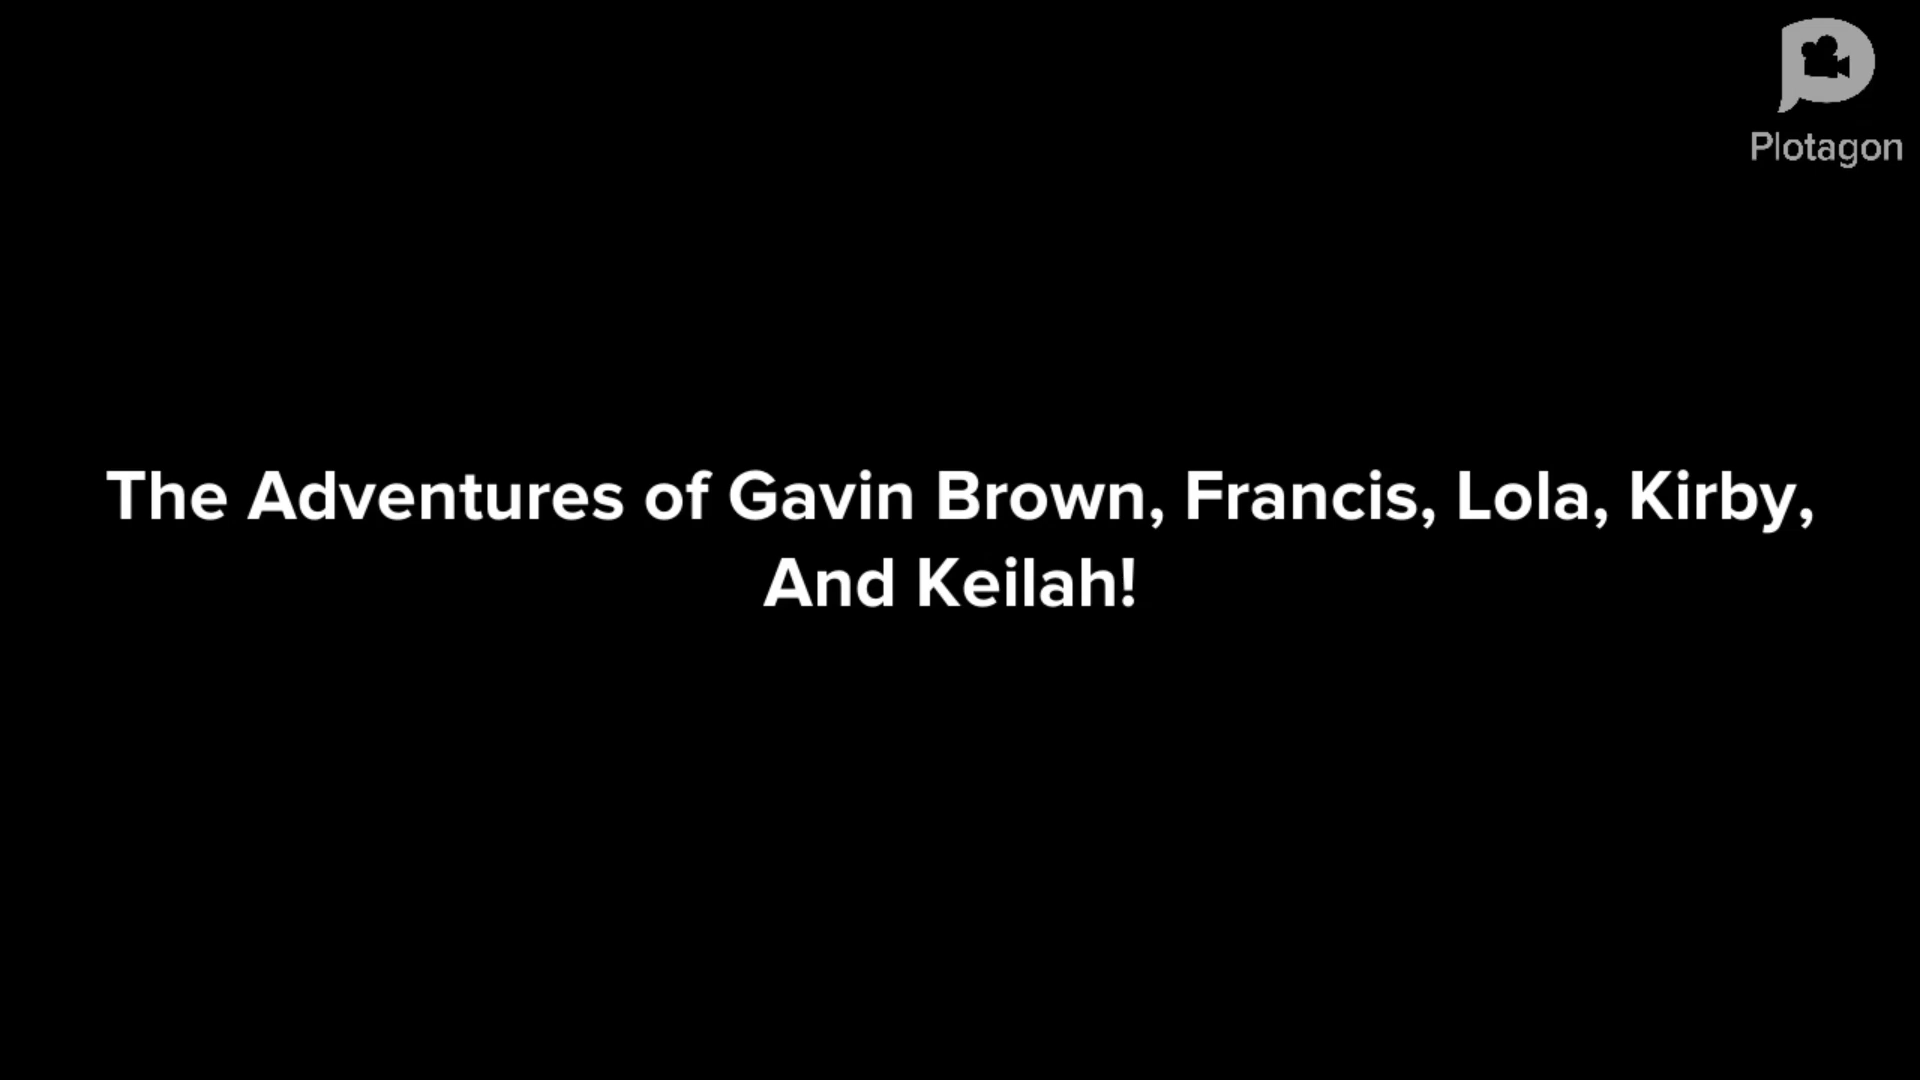 Plotagon
The Adventures of Gavin Brown, Francis, Lola, Kirby,
And Keilah!